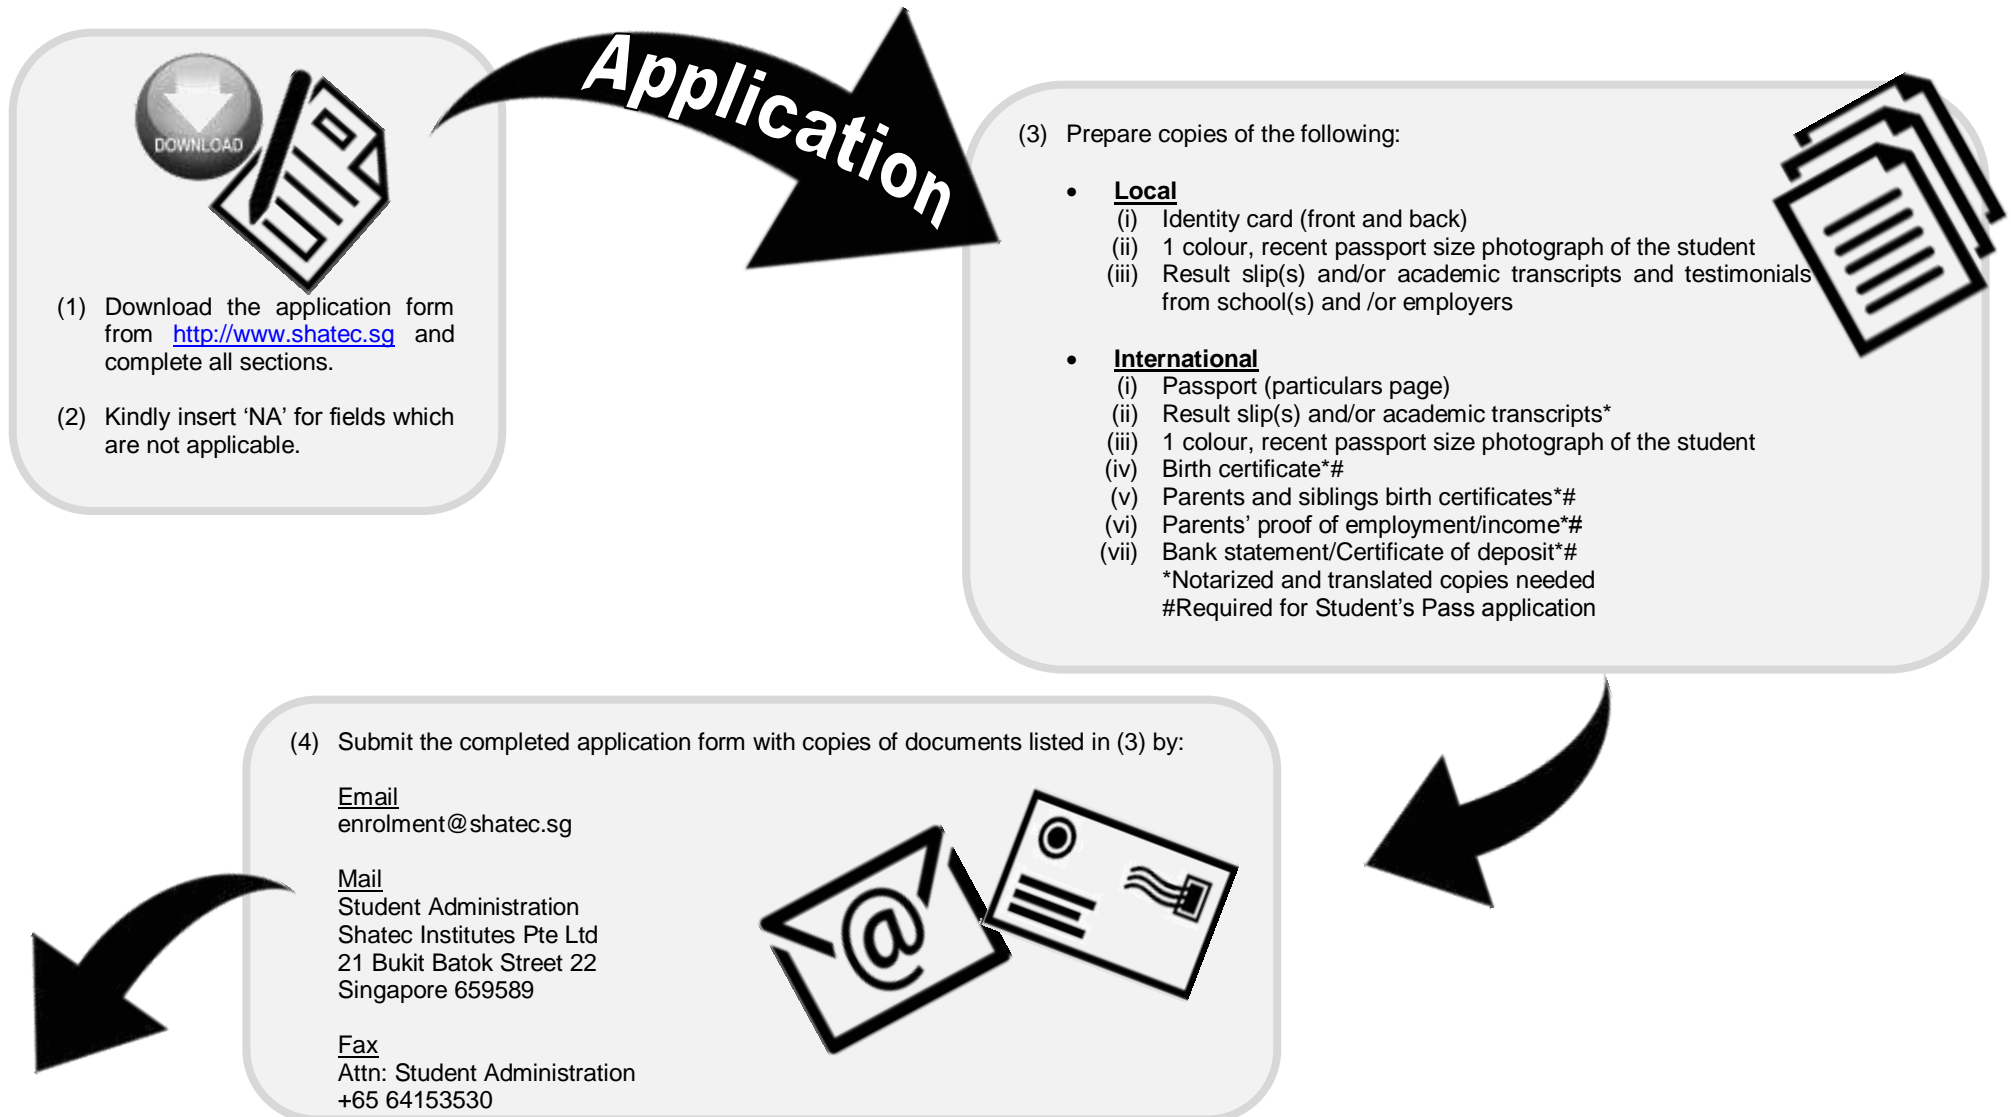 DOWNLOAD
(1) Download the application form
from http://www.shatec.sg and
complete all sections.
(2) Kindly insert ‘NA’ for fields which
are not applicable.
Application
(3) Prepare copies of the following:
• Local
(i) Identity card (front and back)
(ii) 1 colour, recent passport size photograph of the student
(iii) Result slip(s) and/or academic transcripts and testimonials
from school(s) and /or employers
• International
(i) Passport (particulars page)
(ii) Result slip(s) and/or academic transcripts*
(iii) 1 colour, recent passport size photograph of the student
(iv) Birth certificate*#
(v) Parents and siblings birth certificates*#
(vi) Parents’ proof of employment/income*#
(vii) Bank statement/Certificate of deposit*#
*Notarized and translated copies needed
#Required for Student’s Pass application
(4) Submit the completed application form with copies of documents listed in (3) by:
Email
enrolment@shatec.sg
Mail
Student Administration
Shatec Institutes Pte Ltd
21 Bukit Batok Street 22
Singapore 659589
Fax
Attn: Student Administration
+65 64153530
@